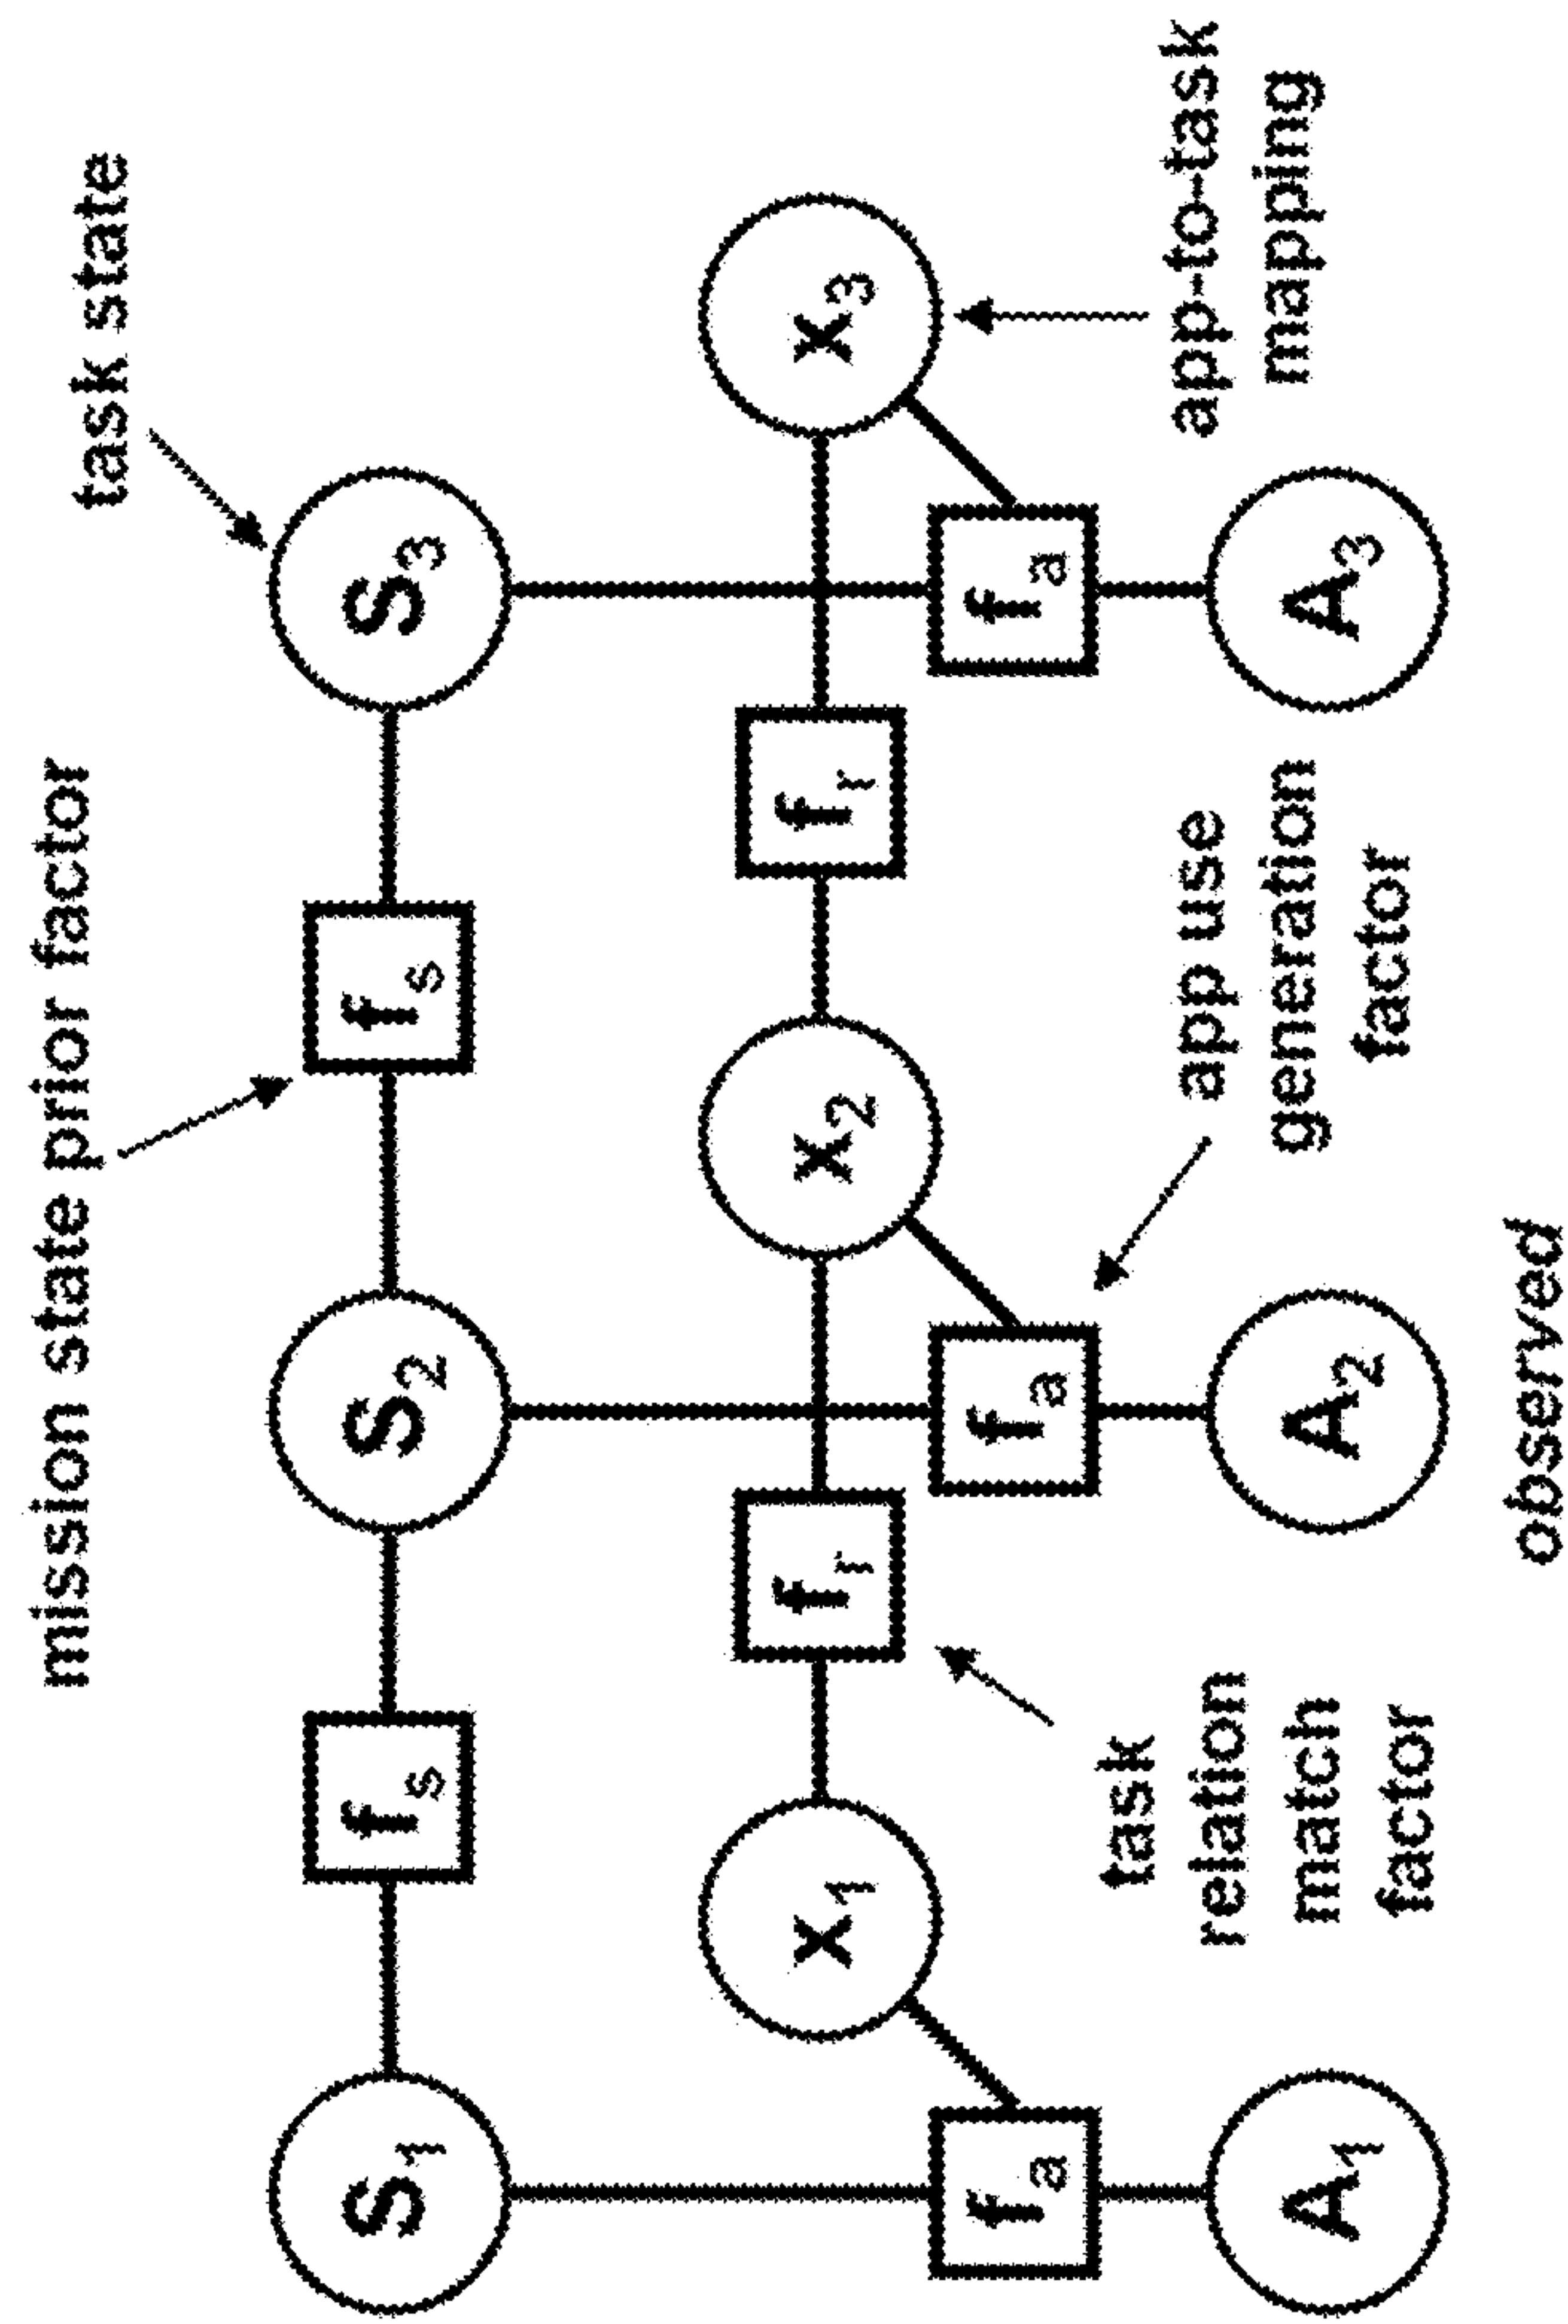 mission state prior factor
task state
S1
fs
S2
fs
S3
x1
fr
x2
fr
x3
fa
fa
fa
A1
A2
A3
task
relation
match
factor
app use
generation
factor
app-to-task
mapping
observed